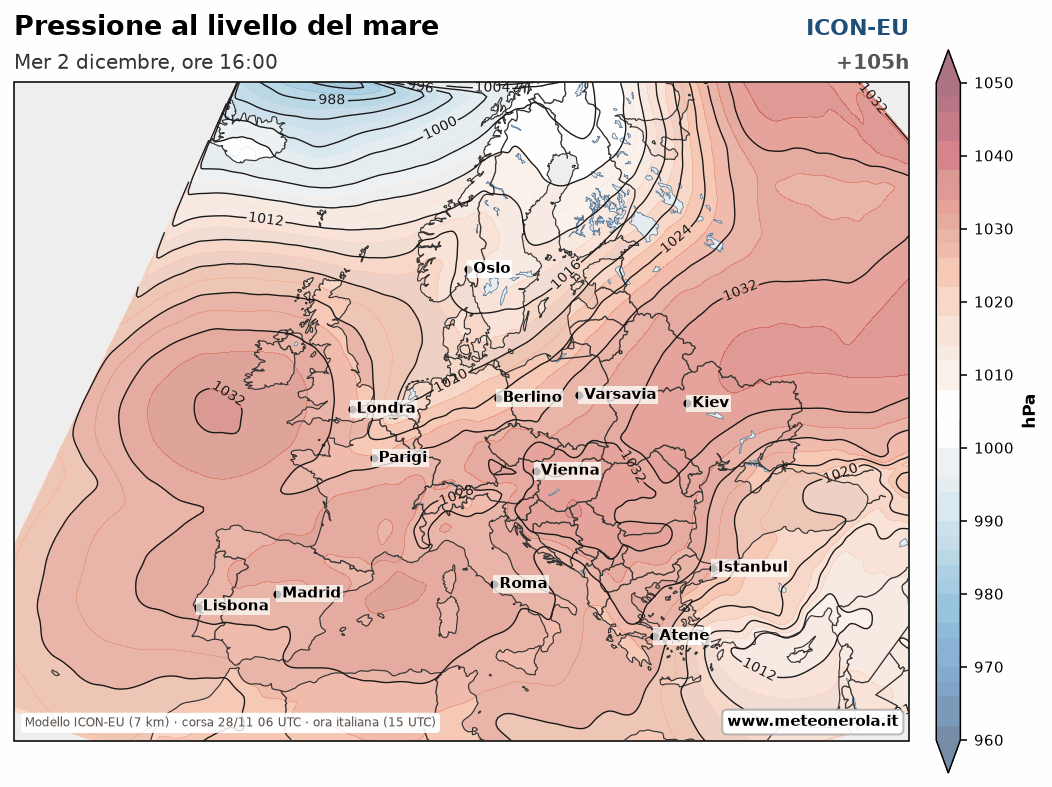 Pressione al livello del mare
ICON-EU
Mer 2 dicembre, ore 16:00
+105h
988
996
1004
1000
1012
1032
1024
1016
1032
1020
1032
1032
1028
1020
1012
Oslo
Londra
Berlino
Varsavia
Kiev
Parigi
Vienna
Istanbul
Roma
Madrid
Lisbona
Atene
1050
1040
1030
1020
1010
1000
990
980
970
960
hPa
Modello ICON-EU (7 km) · corsa 28/11 06 UTC · ora italiana (15 UTC)
www.meteonerola.it